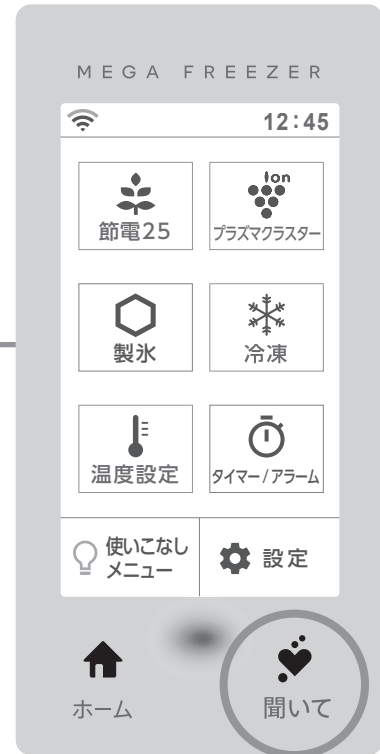 MEGA FREEZER
12:45
節電25
Ion
プラズマクラスター
製氷
冷凍
温度設定
タイマー/アラーム
使いこなし
メニュー
設定
ホーム
聞いて